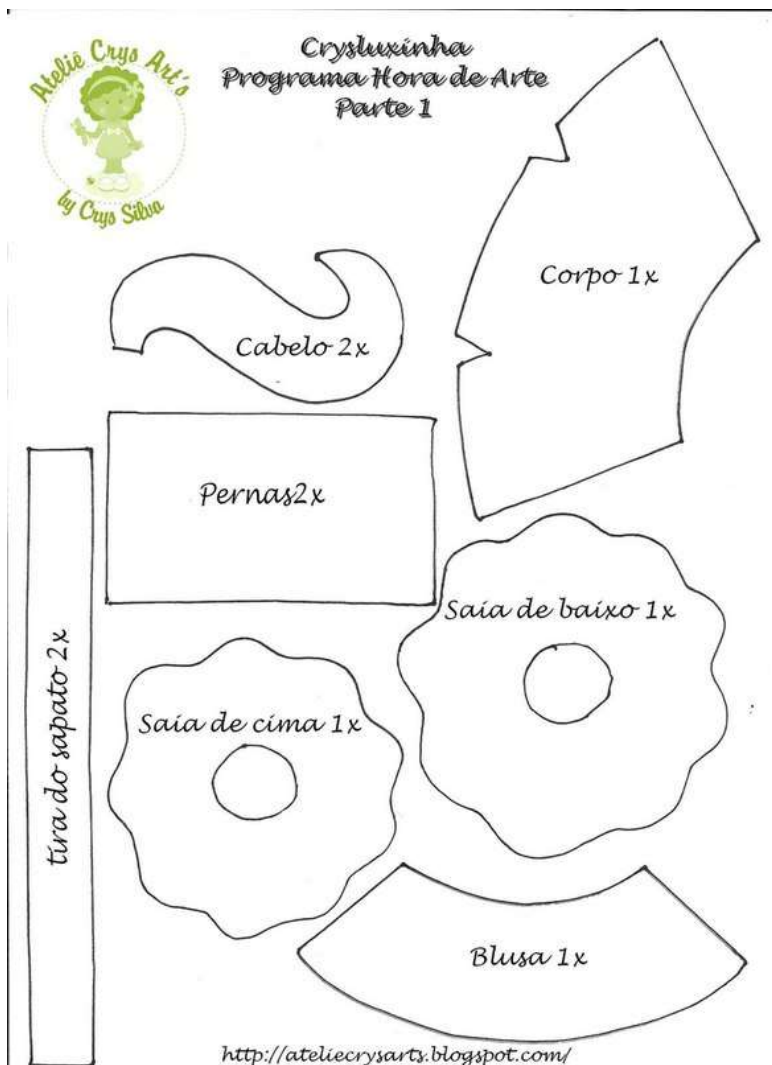 Ateliê Crys Art's
by Crys Silva
Crysluxinha
Programa Hora de Arte
Parte 1
Corpo 1x
Cabelo 2x
Pernas2x
Saia de baixo 1x
tira do sapato 2x
Saia de cima 1x
Blusa 1x
http://ateliecrysarts.blogspot.com/